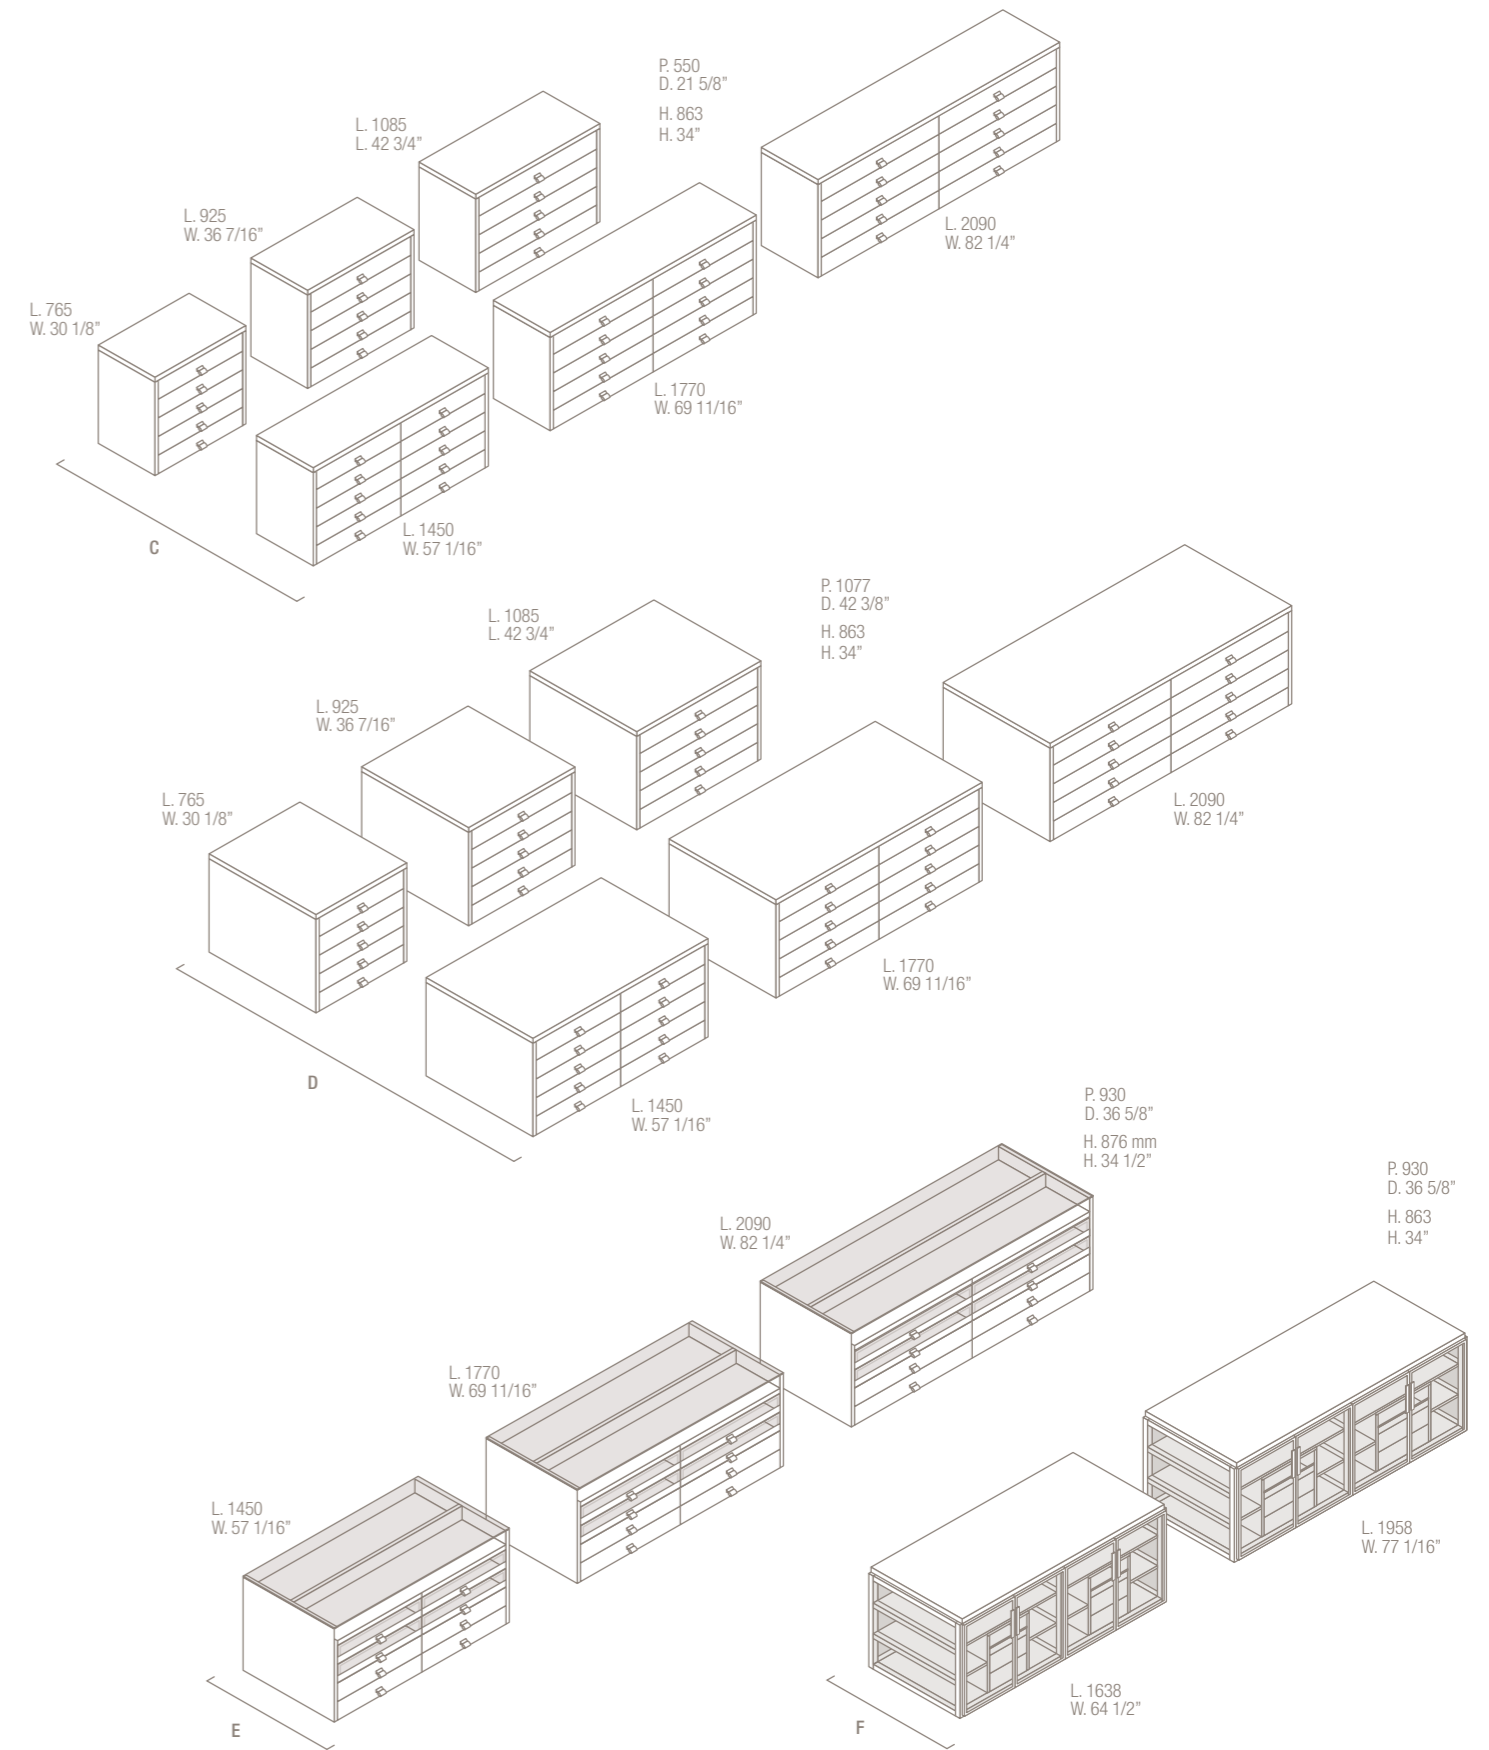 P. 550
D. 21 5/8”
H. 863
H. 34”
L. 1085
L. 42 3/4”
L. 925
W. 36 7/16”
L. 2090
W. 82 1/4”
L. 765
W. 30 1/8”
L. 1770
W. 69 11/16”
L. 1450
W. 57 1/16”
C
P. 1077
D. 42 3/8”
H. 863
H. 34”
L. 1085
L. 42 3/4”
L. 925
W. 36 7/16”
L. 765
W. 30 1/8”
L. 2090
W. 82 1/4”
L. 1770
W. 69 11/16”
D
L. 1450
W. 57 1/16”
P. 930
D. 36 5/8”
H. 876 mm
H. 34 1/2”
P. 930
D. 36 5/8”
H. 863
H. 34”
L. 2090
W. 82 1/4”
L. 1770
W. 69 11/16”
L. 1450
W. 57 1/16”
L. 1958
W. 77 1/16”
L. 1638
W. 64 1/2”
E
F